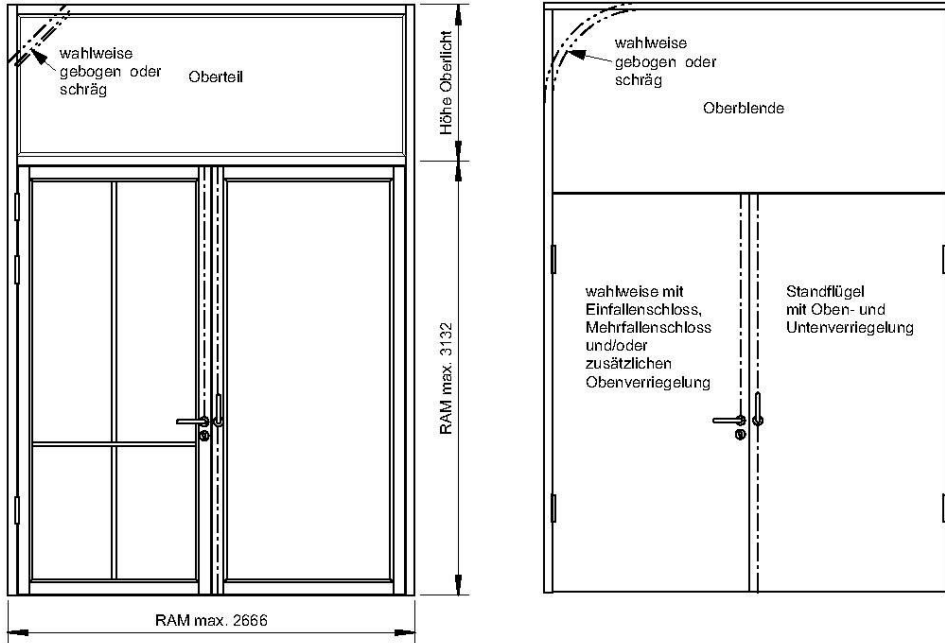 wahlweise
gebogen oder
schräg
Oberteil
Höhe Oberlicht
RAM max. 3132
RAM max. 2666
wahlweise
gebogen oder
schräg
Oberblende
wahlweise mit
Einfallenschloss,
Mehrfallenschloss
und/oder
zusätzlichen
Obenverriegelung
Standflügel
mit Oben- und
Untenverriegelung